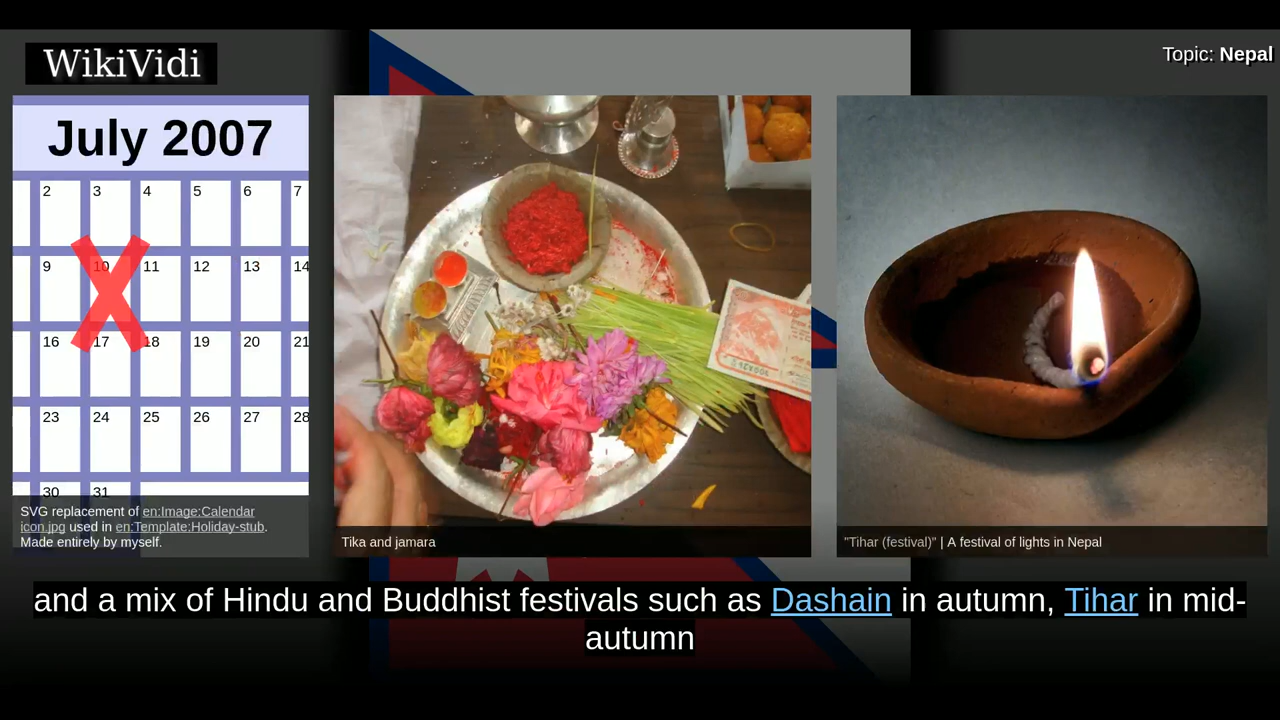 WikiVidi
Topic: Nepal
July 2007
2 3 4 5 6 7
9 10 11 12 13 14
16 17 18 19 20 21
23 24 25 26 27 28
30 31
SVG replacement of en:Image:Calendar
icon.jpg used in en:Template:Holiday-stub.
Made entirely by myself.
Tika and jamara
"Tihar (festival)" | A festival of lights in Nepal
and a mix of Hindu and Buddhist festivals such as Dashain in autumn, Tihar in mid-
autumn